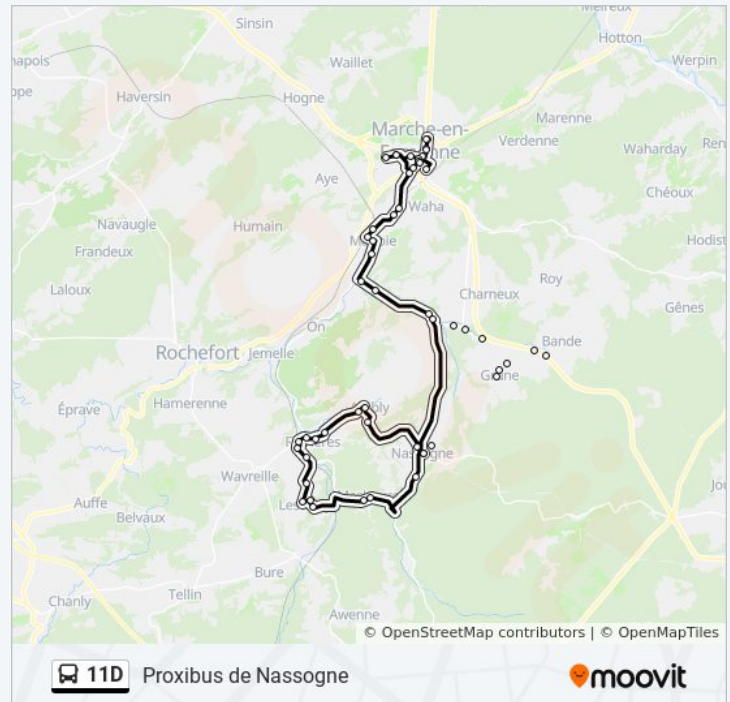 Sinsin
Melreux
Hotton
Waillet
Werpin
Haversin
Hogne
Marenne
Marche-en-
Verdenne
Waharday
Aye
Chéoux
Waha
Navaugle
Humain
Hodist
Frandeux
Roy
Laloux
Charneux
Gênes
On
Bande
Rochefort
Jemelle
Hamerenne
Éprave
Wavreille
Auffe
Belvaux
Bure
Tellin
Chanly
Awenne
© OpenStreetMap contributors | © OpenMapTiles
11D
Proxibus de Nassogne
moovit